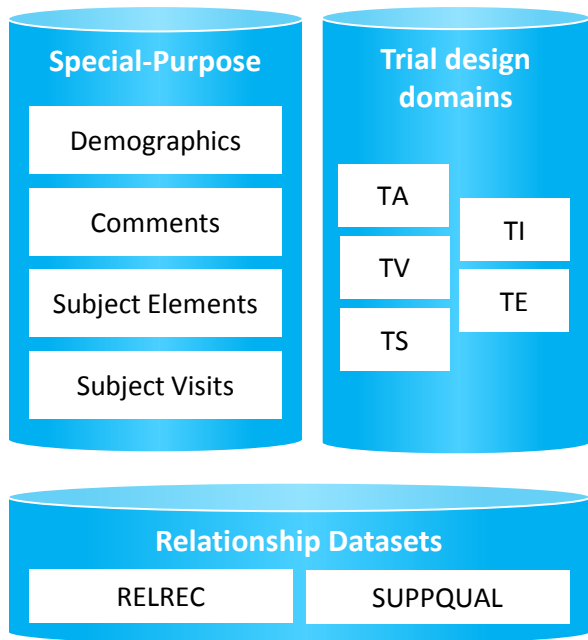 Special-Purpose
Demographics
Comments
Subject Elements
Subject Visits
Trial design
domains
TA
TV
TS
TI
TE
Relationship Datasets
RELREC
SUPPQUAL